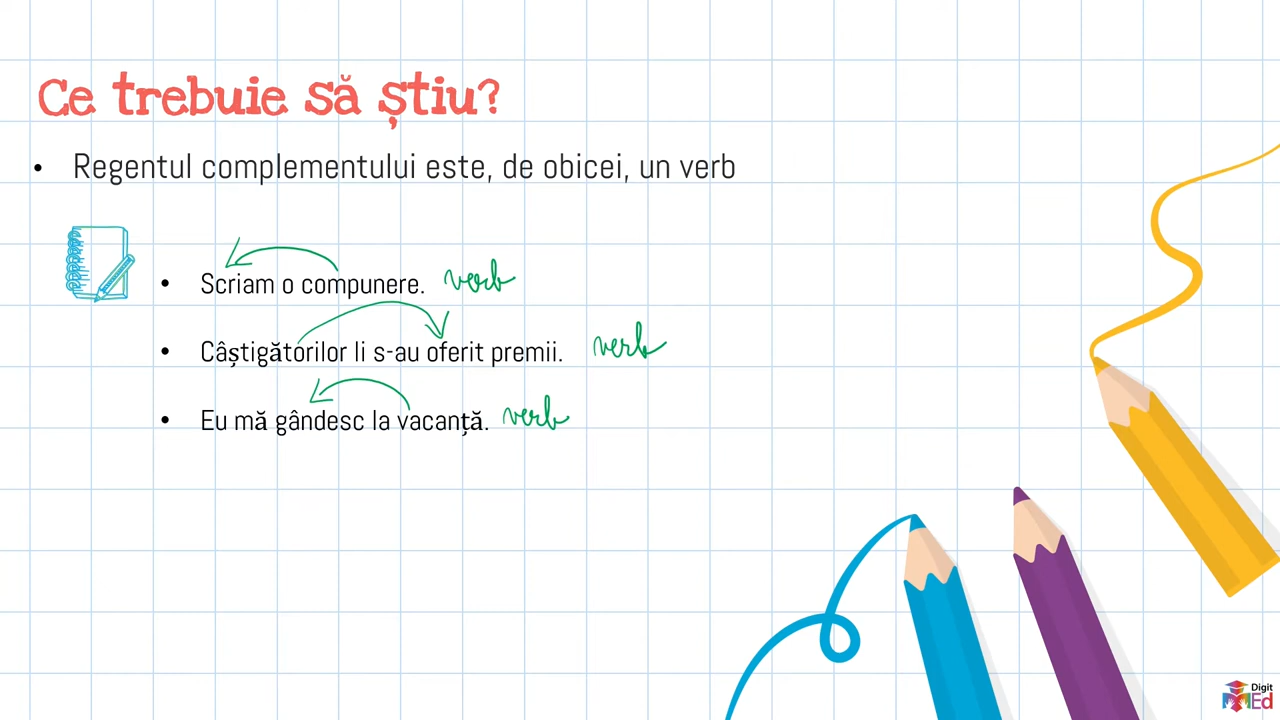 Ce trebuie să știu?
• Regentul complementului este, de obicei, un verb
• Scriam o compunere. verb
• Câștigătorilor li s-au oferit premii. verb
• Eu mă gândesc la vacanță. verb
Digit
Ed